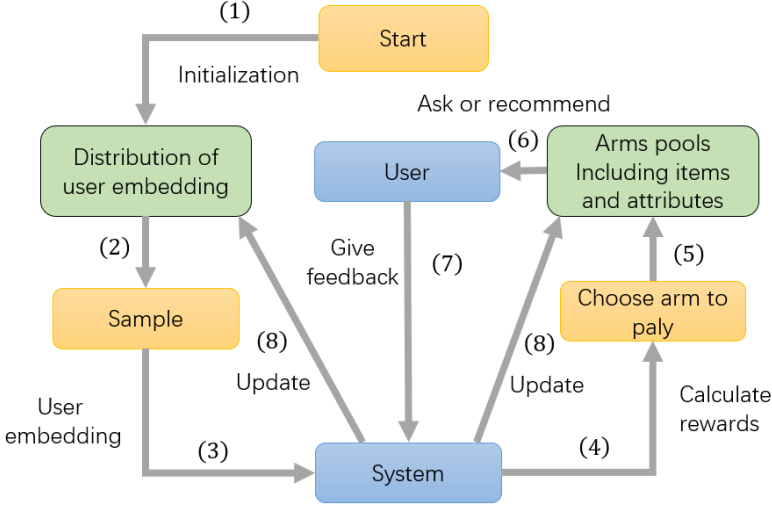 (1)
Start
Initialization
Ask or recommend
Distribution of
user embedding
User
(6)
Arms pools
Including items
and attributes
(2)
Give
feedback
(7)
(5)
Sample
(8)
Update
(8)
Update
Choose arm to
paly
User
embedding
(3)
System
(4)
Calculate
rewards